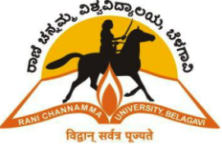 ರಾಣಿ ಚನ್ನಮ್ಮ ವಿಶ್ವವಿದ್ಯಾಲಯ, ಬೆಳಗಾವಿ
RANI CHANNAMMA UNIVERSITY, BELAGAVI
विद्वान् सर्वत्र पूज्यते